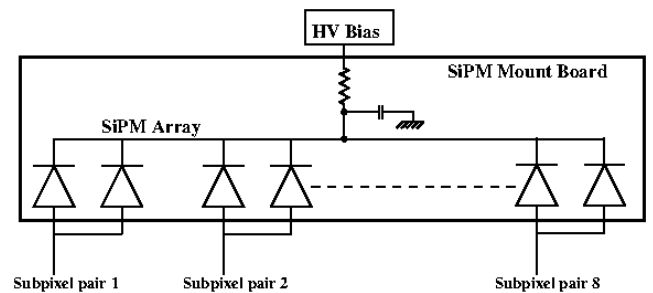 HV Bias
SiPM Mount Board
SiPM Array
Subpixel pair 1
Subpixel pair 2
Subpixel pair 8